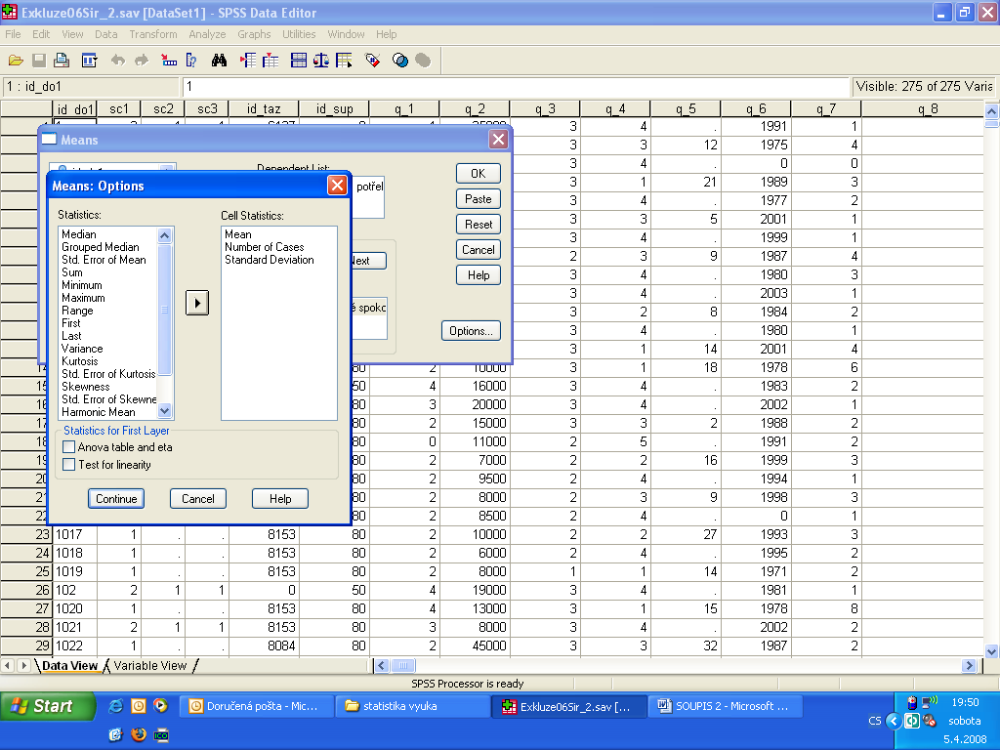 Exkluze06Sir_2.sav [DataSet1] - SPSS Data Editor
File Edit View Data Transform Analyze Graphs Utilities Window Help
1 : id_do1 1 Visible: 275 of 275 Varia
id_do1 sc1 sc2 sc3 id_taz id_sup q_1 q_2 q_3 q_4 q_5 q_6 q_7 q_8
3 4 . 1991 1
3 3 12 1975 4
3 4 . 0 0
3 1 21 1989 3
3 4 . 1977 2
3 3 5 2001 1
3 4 . 1999 1
2 3 9 1987 4
3 4 . 1980 3
3 4 . 2003 1
3 2 8 1984 2
3 4 . 1980 1
3 1 14 2001 4
14 80 2 10000 3 1 18 1978 6
15 50 4 16000 3 4 . 1983 2
16 80 3 20000 3 4 . 2002 1
17 80 2 15000 3 3 2 1988 2
18 80 0 11000 2 5 . 1991 2
19 80 2 7000 2 2 16 1999 3
20 80 2 9500 2 4 . 1994 1
21 80 2 8000 2 3 9 1998 3
22 80 2 8500 2 4 . 0 1
23 1017 1 . . 8153 80 2 10000 2 2 27 1993 3
24 1018 1 . . 8153 80 2 6000 2 4 . 1995 2
25 1019 1 . . 8153 80 2 8000 1 1 14 1971 2
26 102 2 1 1 0 50 4 19000 3 4 . 1981 1
27 1020 1 . . 8153 80 4 13000 3 1 15 1978 8
28 1021 2 1 1 8153 80 3 8000 3 4 . 2002 2
29 1022 1 . . 8084 80 2 45000 3 3 32 1987 2
Means
Dependent List:
potřel
Next
é spokc
OK
Paste
Reset
Cancel
Help
Options...
Means: Options
Statistics:
Median
Grouped Median
Std. Error of Mean
Sum
Minimum
Maximum
Range
First
Last
Variance
Kurtosis
Std. Error of Kurtosis
Skewness
Std. Error of Skewne
Harmonic Mean
Cell Statistics:
Mean
Number of Cases
Standard Deviation
Statistics for First Layer
Anova table and eta
Test for linearity
Continue Cancel Help
Data View Variable View
SPSS Processor is ready
Start Doručená pošta - Mic... statistika vyuka Exkluze06Sir_2.sav [... SOUPIS 2 - Microsoft ...
CS
19:50
sobota
5.4.2008